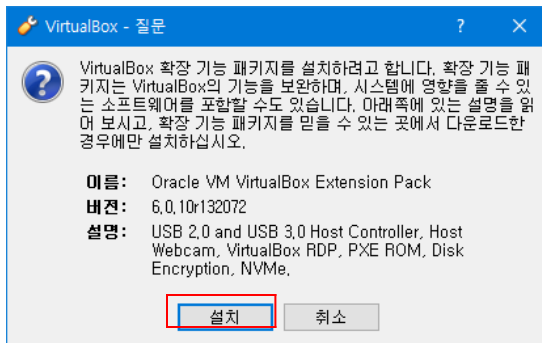 VirtualBox - 질문
VirtualBox 확장 기능 패키지를 설치하려고 합니다. 확장 기능 패
키지는 VirtualBox의 기능을 보완하며, 시스템에 영향을 줄 수 있
는 소프트웨어를 포함할 수도 있습니다. 아래쪽에 있는 설명을 읽
어 보시고, 확장 기능 패키지를 믿을 수 있는 곳에서 다운로드한
경우에만 설치하십시오.
이름: Oracle VM VirtualBox Extension Pack
버전: 6.0.10r132072
설명: USB 2.0 and USB 3.0 Host Controller, Host
Webcam, VirtualBox RDP, PXE ROM, Disk
Encryption, NVMe.
설치 취소